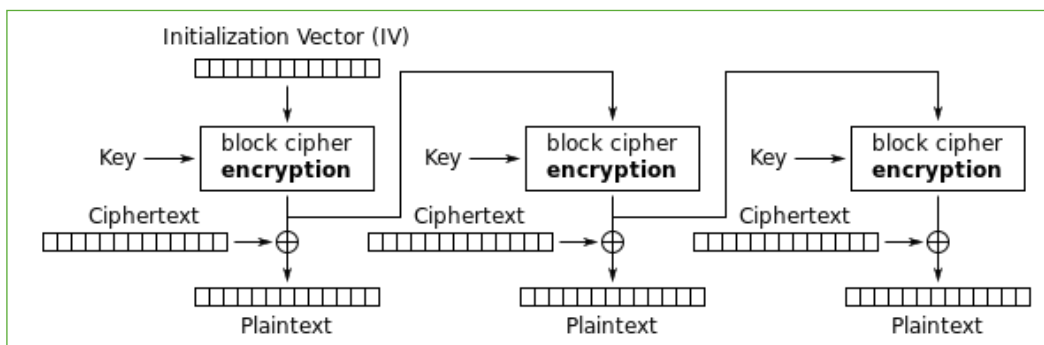 Initialization Vector (IV)
block cipher
encryption
Key
block cipher
encryption
Key
block cipher
encryption
Key
Ciphertext
Ciphertext
Ciphertext
Plaintext
Plaintext
Plaintext